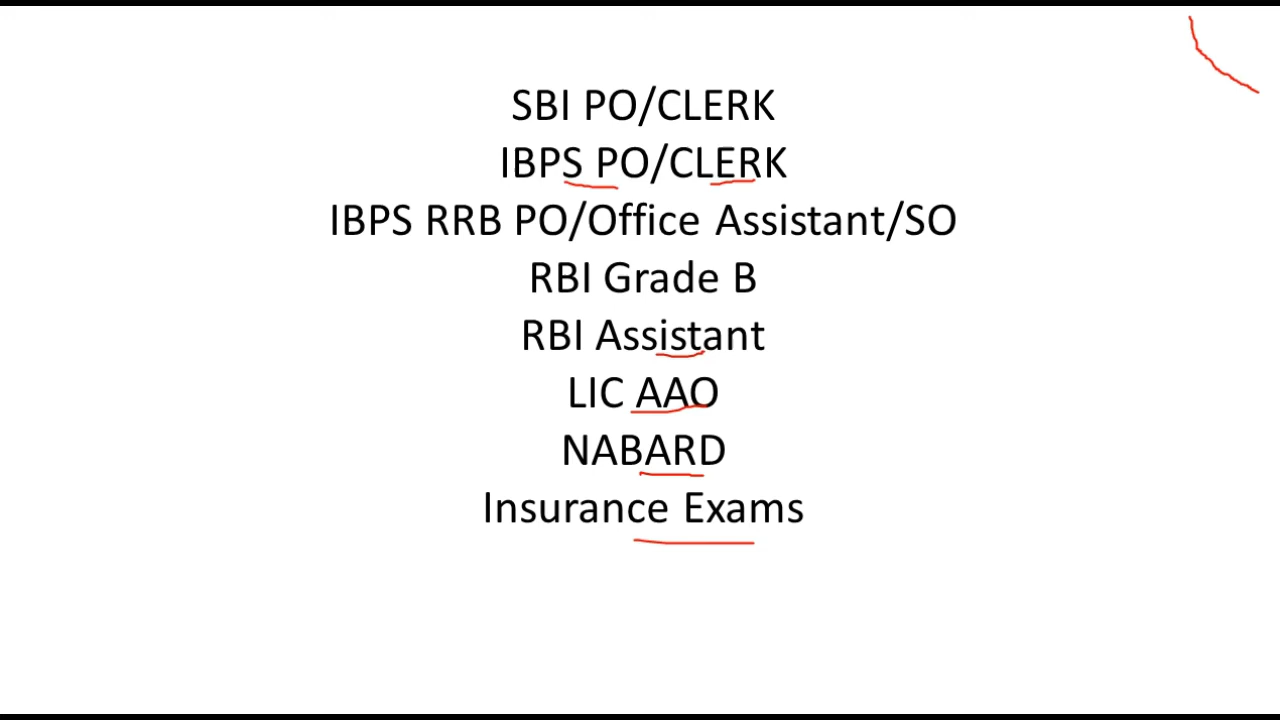 SBI PO/CLERK
IBPS PO/CLERK
IBPS RRB PO/Office Assistant/SO
RBI Grade B
RBI Assistant
LIC AAO
NABARD
Insurance Exams